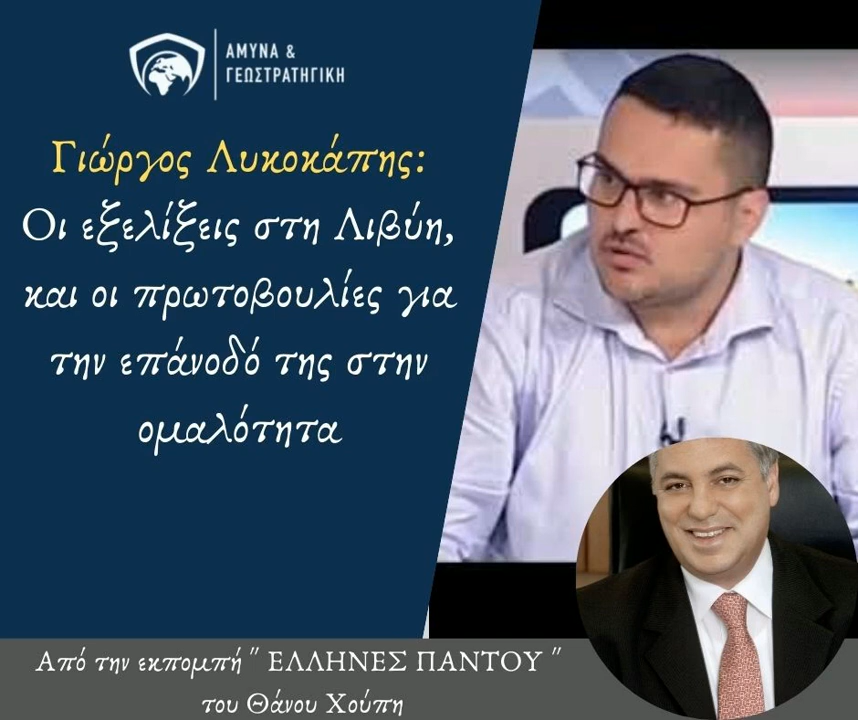 ΑΜΥΝΑ &
ΓΕΩΣΤΡΑΤΗΓΙΚΗ
Γιώργος Λυκοκάπης:
Οι εξελίξεις στη Λιβύη,
και οι πρωτοβουλίες για
την επάνοδό της στην
ομαλότητα
Από την εκπομπή " ΕΛΛΗΝΕΣ ΠΑΝΤΟΥ "
του Θάνου Χούπη